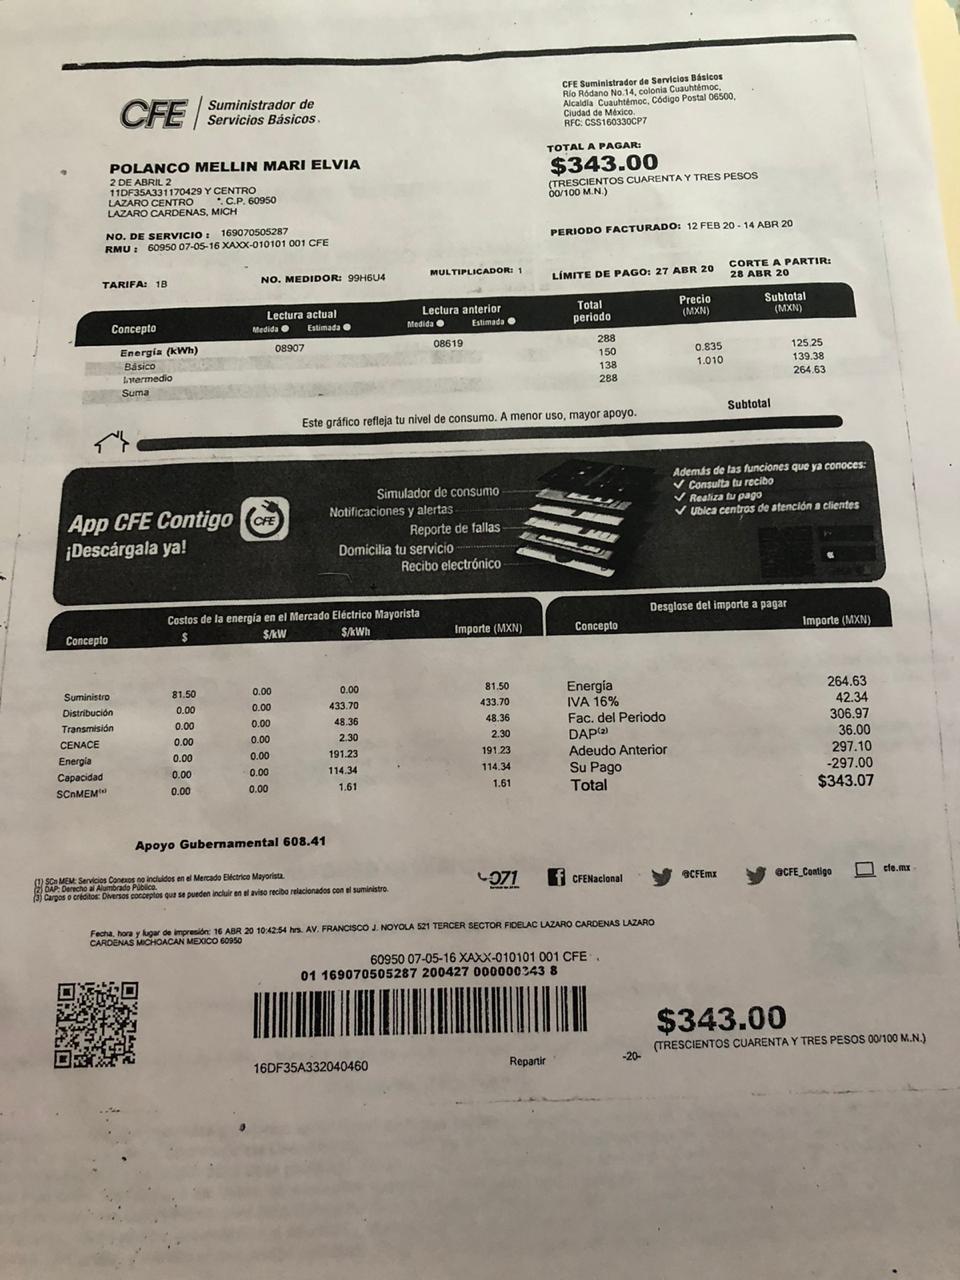 CFE Suministrador de Servicios Básicos.
CFE Suministrador de Servicios Básicos
Río Ródano No.14, colonia Cuauhtémoc,
Alcaldía Cuauhtémoc, Código Postal 06500,
Ciudad de México.
RFC: CSS160330CP7
TOTAL A PAGAR:
$343.00
(TRESCIENTOS CUARENTA Y TRES PESOS
00/100 M.N.)
POLANCO MELLIN MARI ELVIA
2 DE ABRIL 2
11DF35A331170429 Y CENTRO
LAZARO CENTRO C.P. 60950
LAZARO CARDENAS, MICH
NO. DE SERVICIO : 169070505287
RMU : 60950 07-05-16 XAXX-010101 001 CFE
PERIODO FACTURADO: 12 FEB 20 - 14 ABR 20
TARIFA: 1B NO. MEDIDOR: 99H6U4 MULTIPLICADOR: 1 LÍMITE DE PAGO: 27 ABR 20 CORTE A PARTIR: 28 ABR 20
Concepto Lectura actual Lectura anterior Total periodo Precio (MXN) Subtotal (MXN)
Medida Estimada Medida Estimada
Energía (kWh) 08907 08619 288
Básico 150 0.835 125.25
Intermedio 138 1.010 139.38
Suma 288 264.63
Este gráfico refleja tu nivel de consumo. A menor uso, mayor apoyo. Subtotal
App CFE Contigo CFE
¡Descárgala ya!
Simulador de consumo
Notificaciones y alertas
Reporte de fallas
Domicilia tu servicio
Recibo electrónico
Además de las funciones que ya conoces:
✓ Consulta tu recibo
✓ Realiza tu pago
✓ Ubica centros de atención a clientes
Costos de la energía en el Mercado Eléctrico Mayorista
Concepto $ $/kW $/kWh Importe (MXN)
Suministro 81.50 0.00 0.00 81.50
Distribución 0.00 0.00 433.70 433.70
Transmisión 0.00 0.00 48.36 48.36
CENACE 0.00 0.00 2.30 2.30
Energía 0.00 0.00 191.23 191.23
Capacidad 0.00 0.00 114.34 114.34
SCnMEM 0.00 0.00 1.61 1.61
Desglose del importe a pagar
Concepto Importe (MXN)
Energía 264.63
IVA 16% 42.34
Fac. del Periodo 306.97
DAP(2) 36.00
Adeudo Anterior 297.10
Su Pago -297.00
Total $343.07
Apoyo Gubernamental 608.41
(1) SCn MEM: Servicios Conexos no incluidos en el Mercado Eléctrico Mayorista.
(2) DAP: Derecho al Alumbrado Público.
(3) Cargos o créditos: Diversos conceptos que se pueden incluir en el aviso recibo relacionados con el suministro.
071 CFENacional @CFEmx @CFE_Contigo cfe.mx
Fecha, hora y lugar de impresión: 16 ABR 20 10:42:54 hrs. AV. FRANCISCO J. NOYOLA 521 TERCER SECTOR FIDELAC LAZARO CARDENAS LAZARO
CARDENAS MICHOACAN MEXICO 60950
60950 07-05-16 XAXX-010101 001 CFE
01 169070505287 200427 000000343 8
$343.00
(TRESCIENTOS CUARENTA Y TRES PESOS 00/100 M.N.)
16DF35A332040460 Repartir -20-